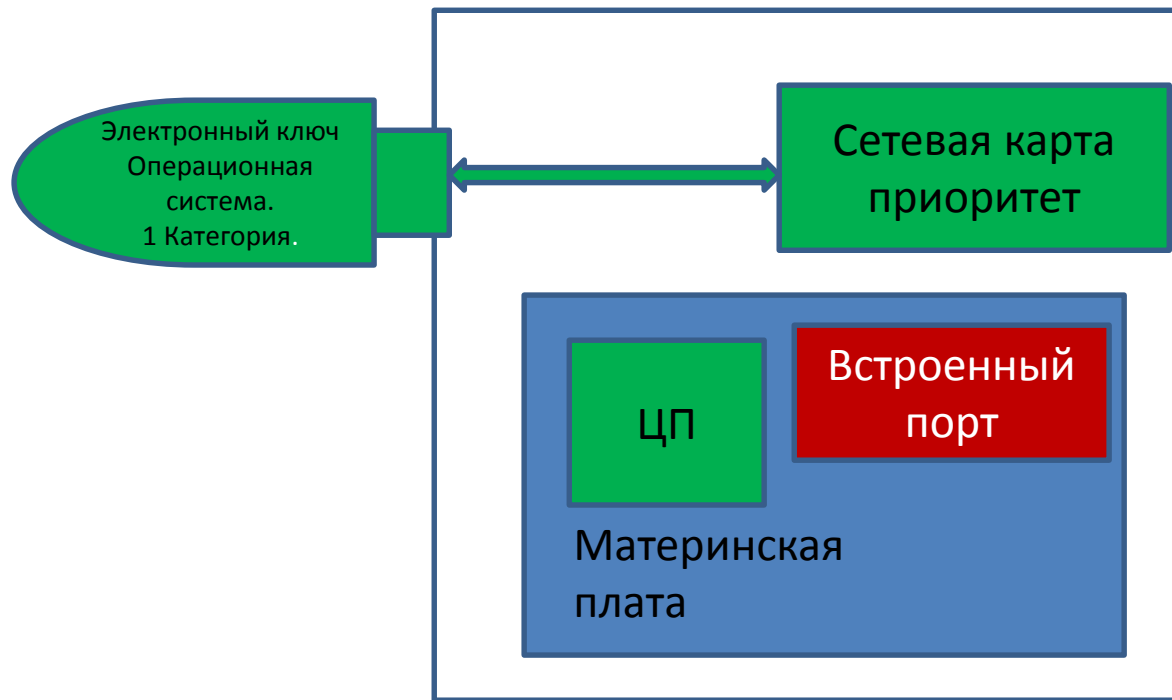 Электронный ключ
Операционная
система.
1 Категория.
Сетевая карта
приоритет
Встроенный
порт
ЦП
Материнская
плата